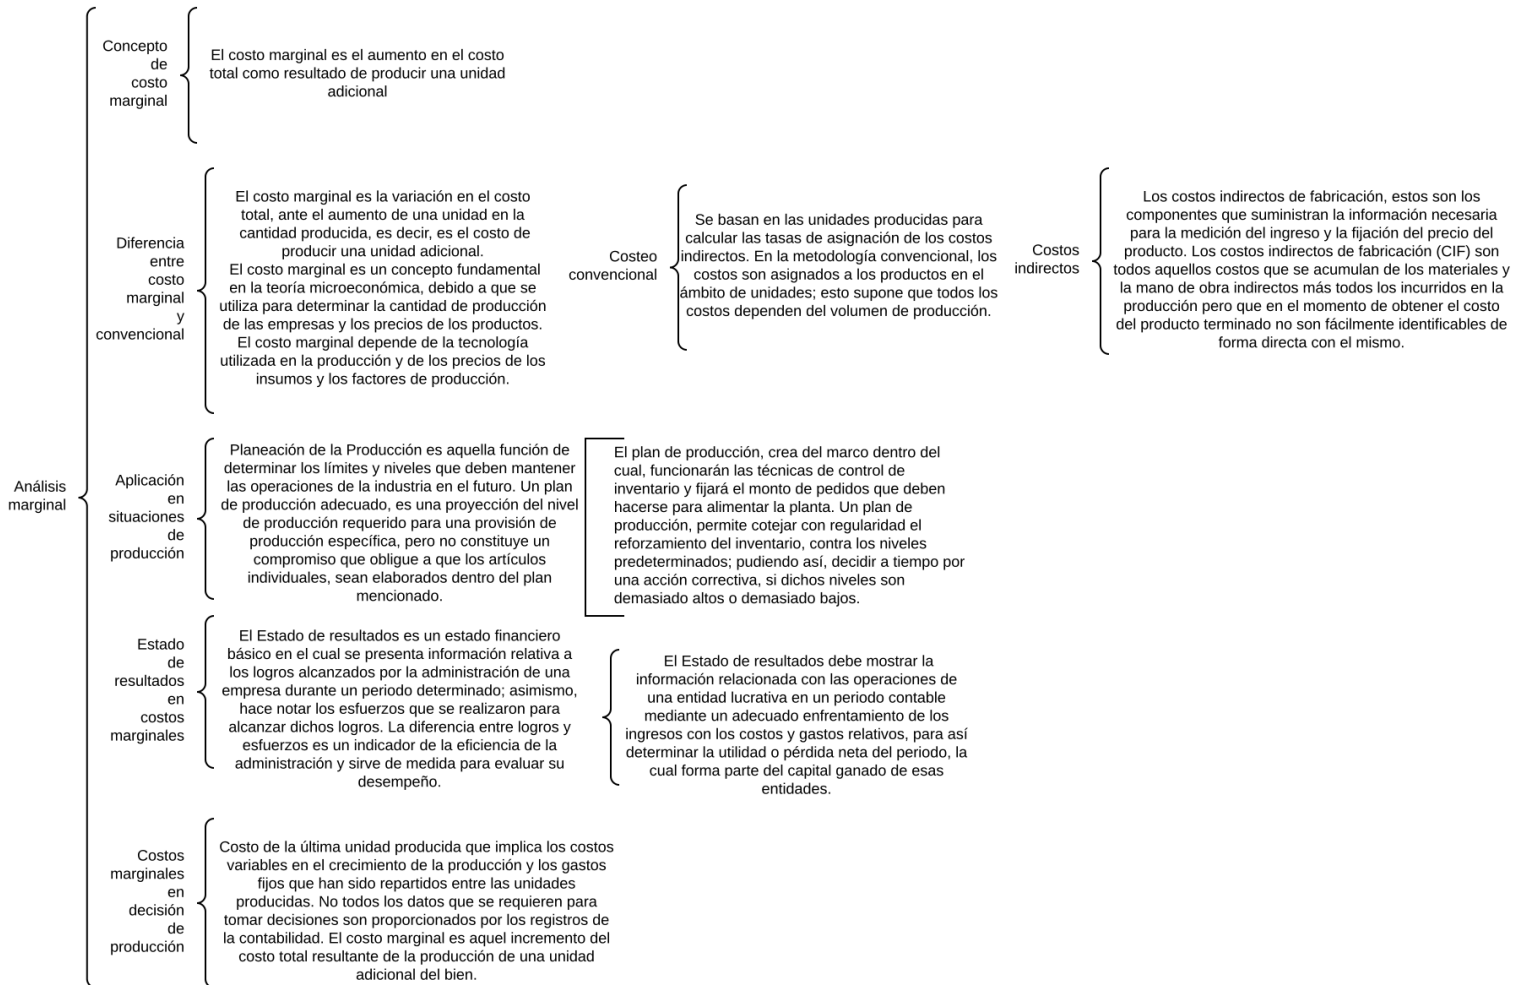 Análisis
marginal
Concepto
de
costo
marginal
El costo marginal es el aumento en el costo
total como resultado de producir una unidad
adicional
Diferencia
entre
costo
marginal
y
convencional
El costo marginal es la variación en el costo
total, ante el aumento de una unidad en la
cantidad producida, es decir, es el costo de
producir una unidad adicional.
El costo marginal es un concepto fundamental
en la teoría microeconómica, debido a que se
utiliza para determinar la cantidad de producción
de las empresas y los precios de los productos.
El costo marginal depende de la tecnología
utilizada en la producción y de los precios de los
insumos y los factores de producción.
Costeo
convencional
Se basan en las unidades producidas para
calcular las tasas de asignación de los costos
indirectos. En la metodología convencional, los
costos son asignados a los productos en el
ámbito de unidades; esto supone que todos los
costos dependen del volumen de producción.
Costos
indirectos
Los costos indirectos de fabricación, estos son los
componentes que suministran la información necesaria
para la medición del ingreso y la fijación del precio del
producto. Los costos indirectos de fabricación (CIF) son
todos aquellos costos que se acumulan de los materiales y
la mano de obra indirectos más todos los incurridos en la
producción pero que en el momento de obtener el costo
del producto terminado no son fácilmente identificables de
forma directa con el mismo.
Aplicación
en
situaciones
de
producción
Planeación de la Producción es aquella función de
determinar los límites y niveles que deben mantener
las operaciones de la industria en el futuro. Un plan
de producción adecuado, es una proyección del nivel
de producción requerido para una provisión de
producción específica, pero no constituye un
compromiso que obligue a que los artículos
individuales, sean elaborados dentro del plan
mencionado.
El plan de producción, crea del marco dentro del
cual, funcionarán las técnicas de control de
inventario y fijará el monto de pedidos que deben
hacerse para alimentar la planta. Un plan de
producción, permite cotejar con regularidad el
reforzamiento del inventario, contra los niveles
predeterminados; pudiendo así, decidir a tiempo por
una acción correctiva, si dichos niveles son
demasiado altos o demasiado bajos.
Estado
de
resultados
en
costos
marginales
El Estado de resultados es un estado financiero
básico en el cual se presenta información relativa a
los logros alcanzados por la administración de una
empresa durante un periodo determinado; asimismo,
hace notar los esfuerzos que se realizaron para
alcanzar dichos logros. La diferencia entre logros y
esfuerzos es un indicador de la eficiencia de la
administración y sirve de medida para evaluar su
desempeño.
El Estado de resultados debe mostrar la
información relacionada con las operaciones de
una entidad lucrativa en un periodo contable
mediante un adecuado enfrentamiento de los
ingresos con los costos y gastos relativos, para así
determinar la utilidad o pérdida neta del periodo, la
cual forma parte del capital ganado de esas
entidades.
Costos
marginales
en
decisión
de
producción
Costo de la última unidad producida que implica los costos
variables en el crecimiento de la producción y los gastos
fijos que han sido repartidos entre las unidades
producidas. No todos los datos que se requieren para
tomar decisiones son proporcionados por los registros de
la contabilidad. El costo marginal es aquel incremento del
costo total resultante de la producción de una unidad
adicional del bien.